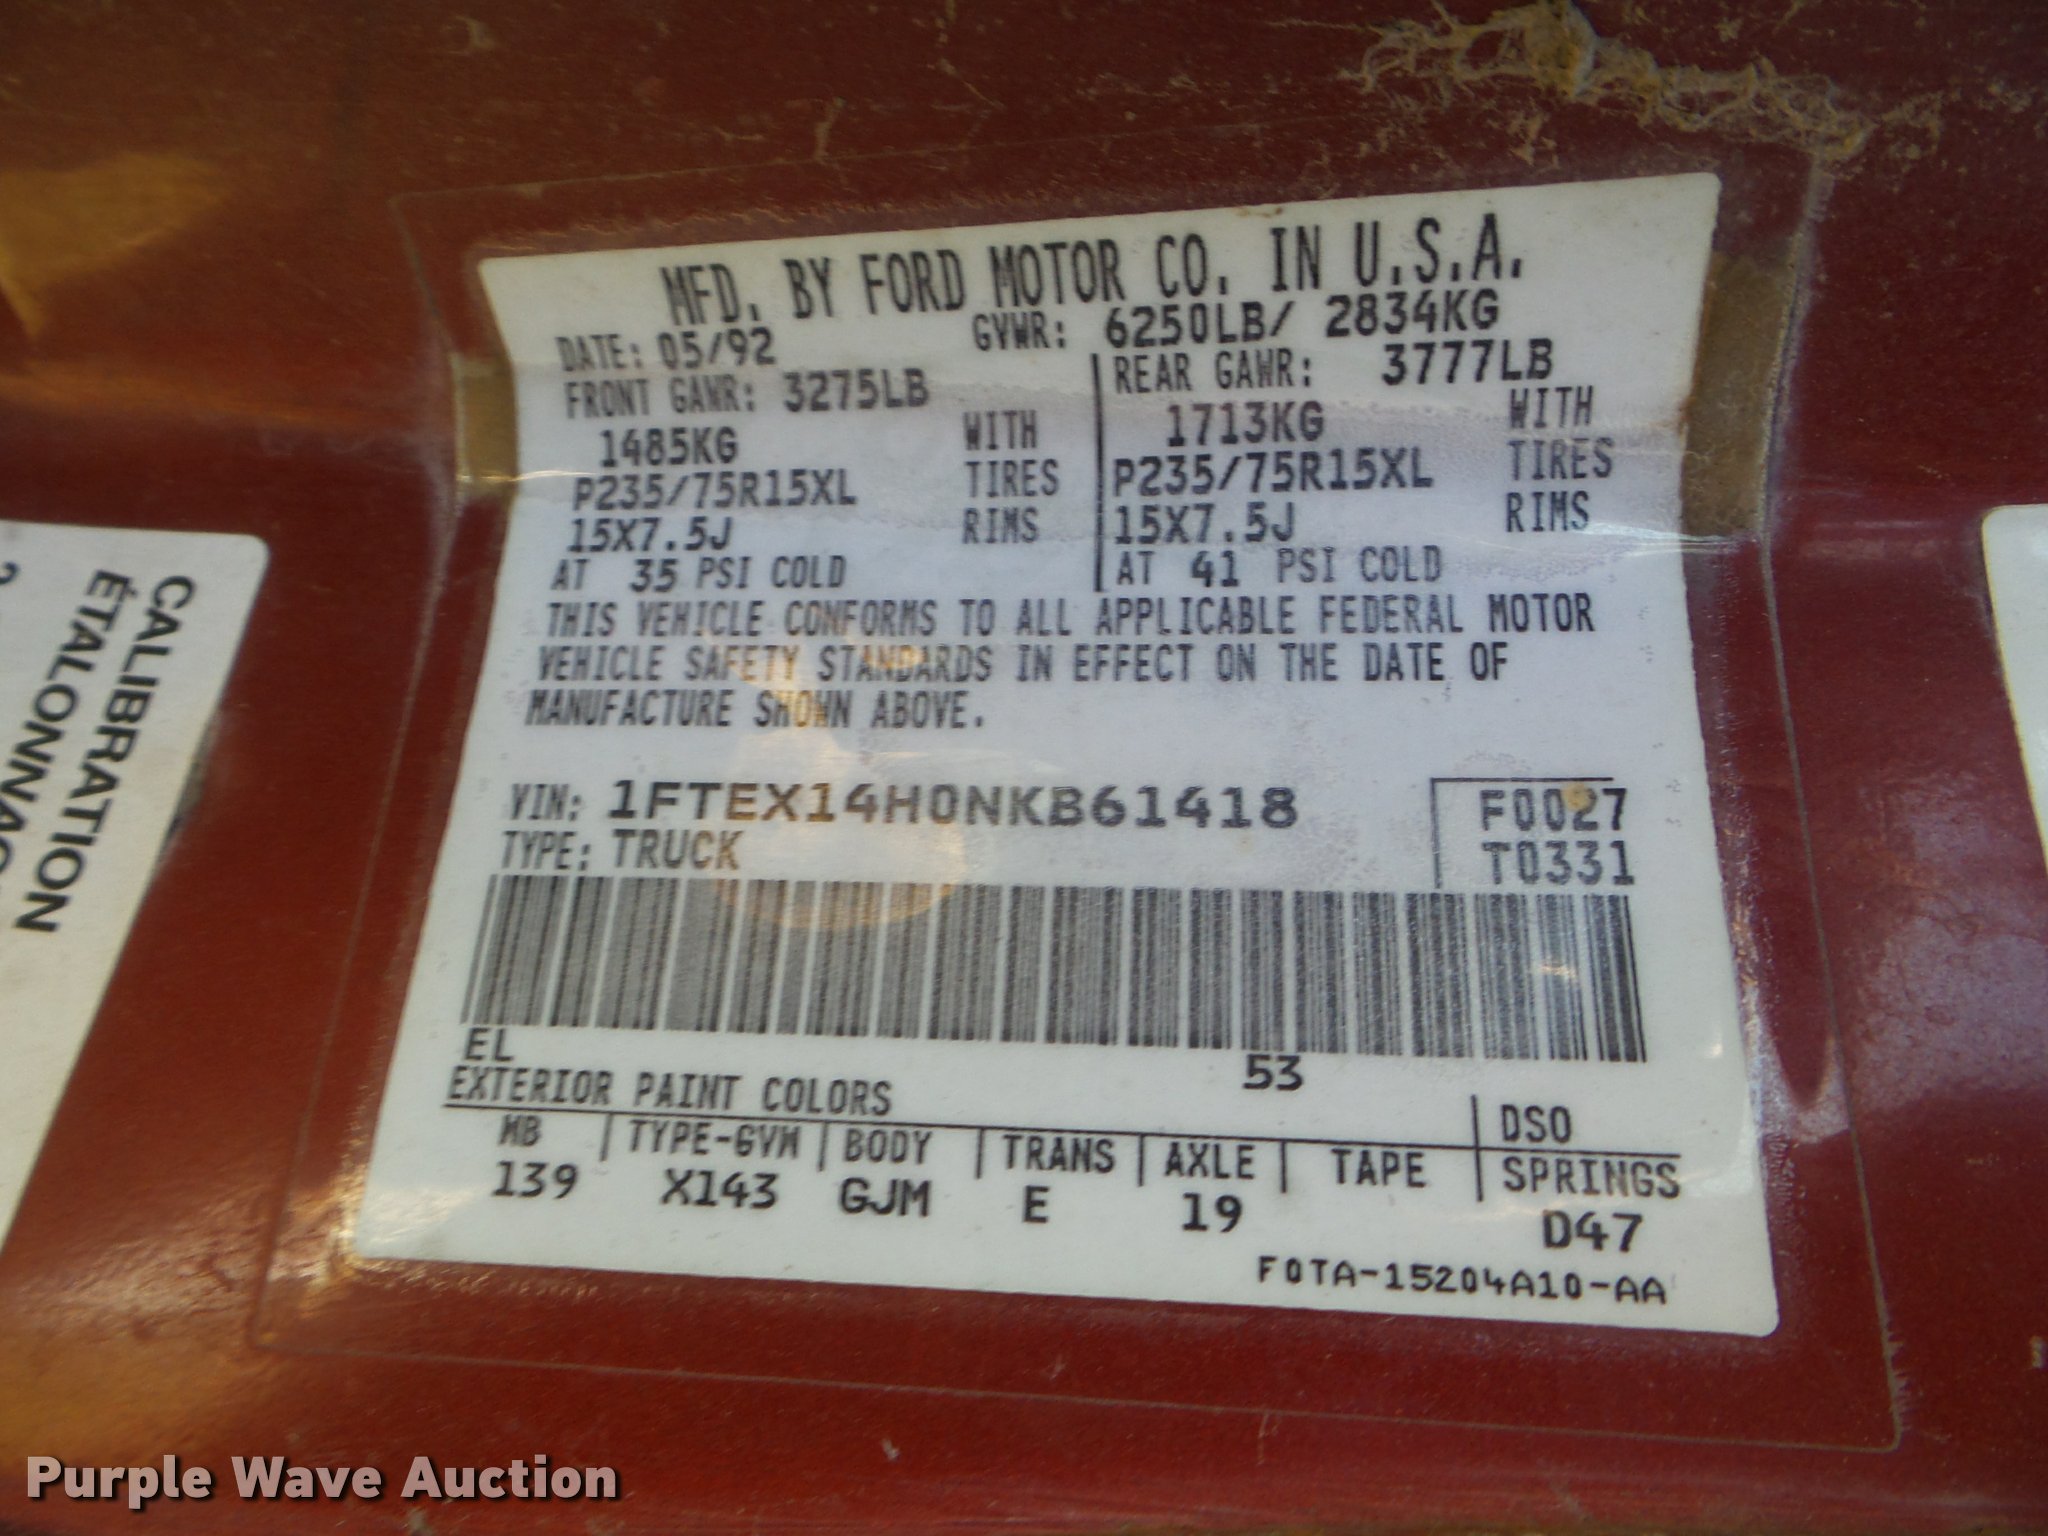 MFD. BY FORD MOTOR CO. IN U.S.A.
DATE: 05/92 GVWR: 6250LB/ 2834KG
FRONT GAWR: 3275LB REAR GAWR: 3777LB
1485KG WITH 1713KG WITH
P235/75R15XL TIRES P235/75R15XL TIRES
15X7.5J RIMS 15X7.5J RIMS
AT 35 PSI COLD AT 41 PSI COLD
THIS VEHICLE CONFORMS TO ALL APPLICABLE FEDERAL MOTOR
VEHICLE SAFETY STANDARDS IN EFFECT ON THE DATE OF
MANUFACTURE SHOWN ABOVE.
VIN: 1FTEX14H0NKB61418 F0027
TYPE: TRUCK T0331
EL 53
EXTERIOR PAINT COLORS DSO
WB TYPE-GVW BODY TRANS AXLE TAPE SPRINGS
139 X143 GJM E 19 D47
F0TA-15204A10-AA
CALIBRATION
Purple Wave Auction